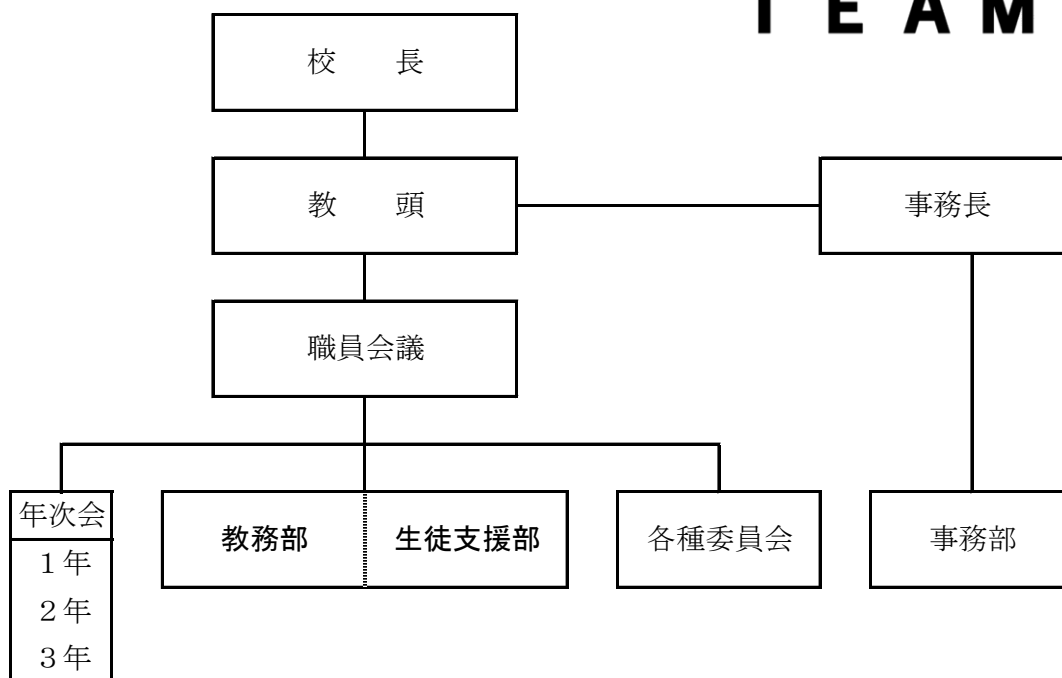 TEAM
校　　長
教　　頭
事務長
職員会議
年次会
１年
２年
３年
教務部
生徒支援部
各種委員会
事務部